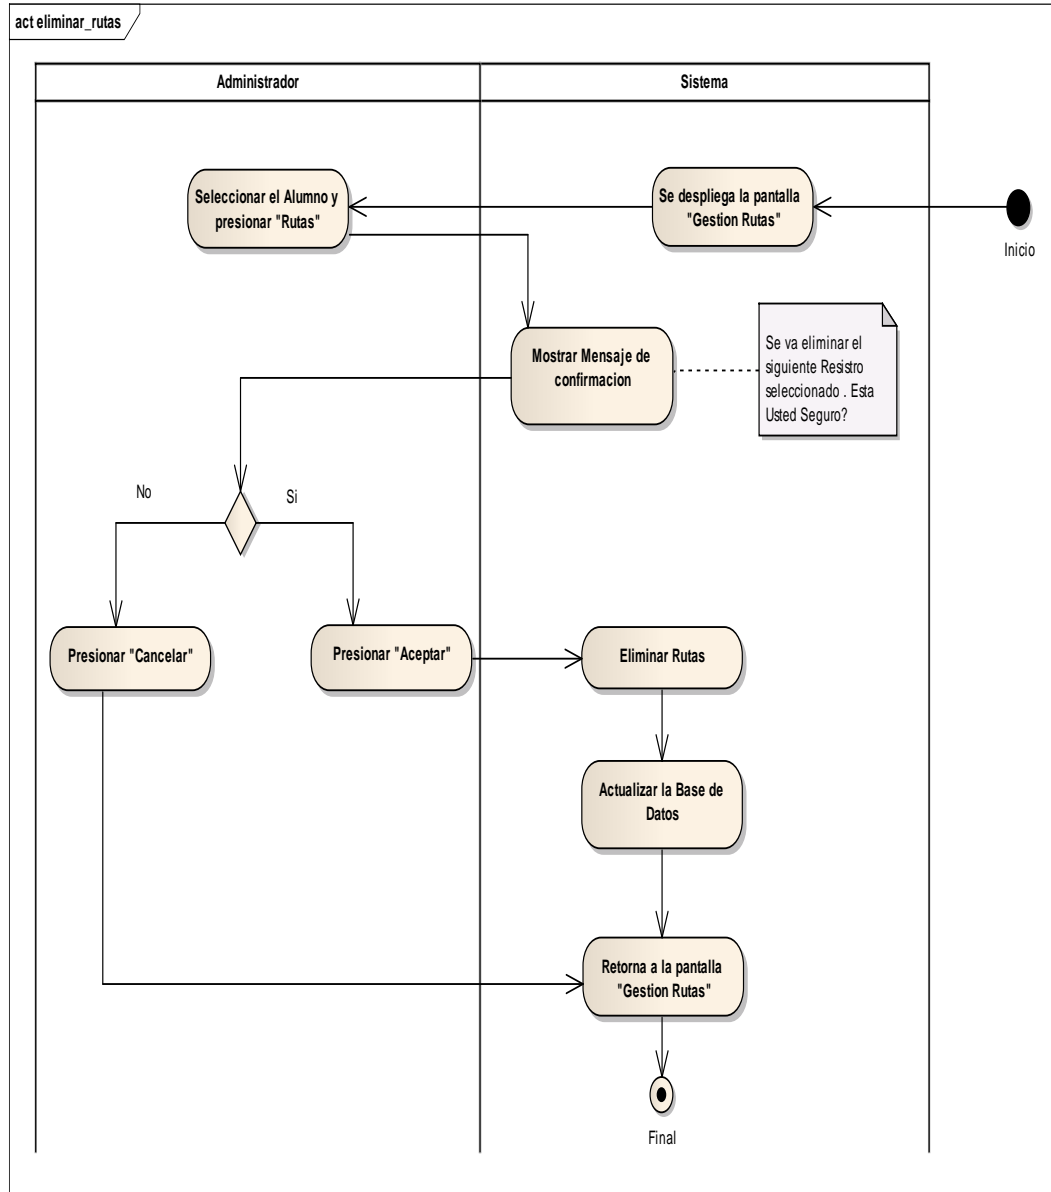 act eliminar_rutas
Administrador
Sistema
Seleccionar el Alumno y
presionar "Rutas"
Se despliega la pantalla
"Gestion Rutas"
Inicio
Mostrar Mensaje de
confirmacion
Se va eliminar el
siguiente Resistro
seleccionado . Esta
Usted Seguro?
No
Si
Presionar "Cancelar"
Presionar "Aceptar"
Eliminar Rutas
Actualizar la Base de
Datos
Retorna a la pantalla
"Gestion Rutas"
Final